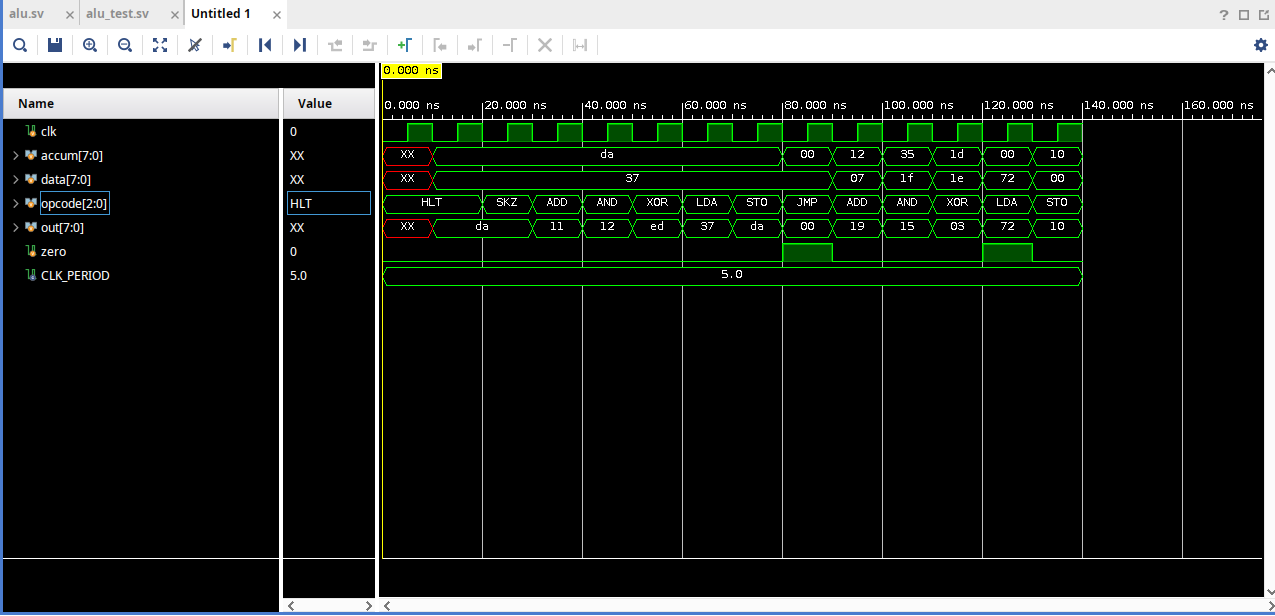 alu.sv alu_test.sv Untitled 1
0.000 ns
Name Value
0.000 ns 20.000 ns 40.000 ns 60.000 ns 80.000 ns 100.000 ns 120.000 ns 140.000 ns 160.000 ns
clk 0
accum[7:0] XX XX da 00 12 35 1d 00 10
data[7:0] XX XX 37 07 1f 1e 72 00
opcode[2:0] HLT HLT SKZ ADD AND XOR LDA STO JMP ADD AND XOR LDA STO
out[7:0] XX XX da 11 12 ed 37 da 00 19 15 03 72 10
zero 0
CLK_PERIOD 5.0 5.0